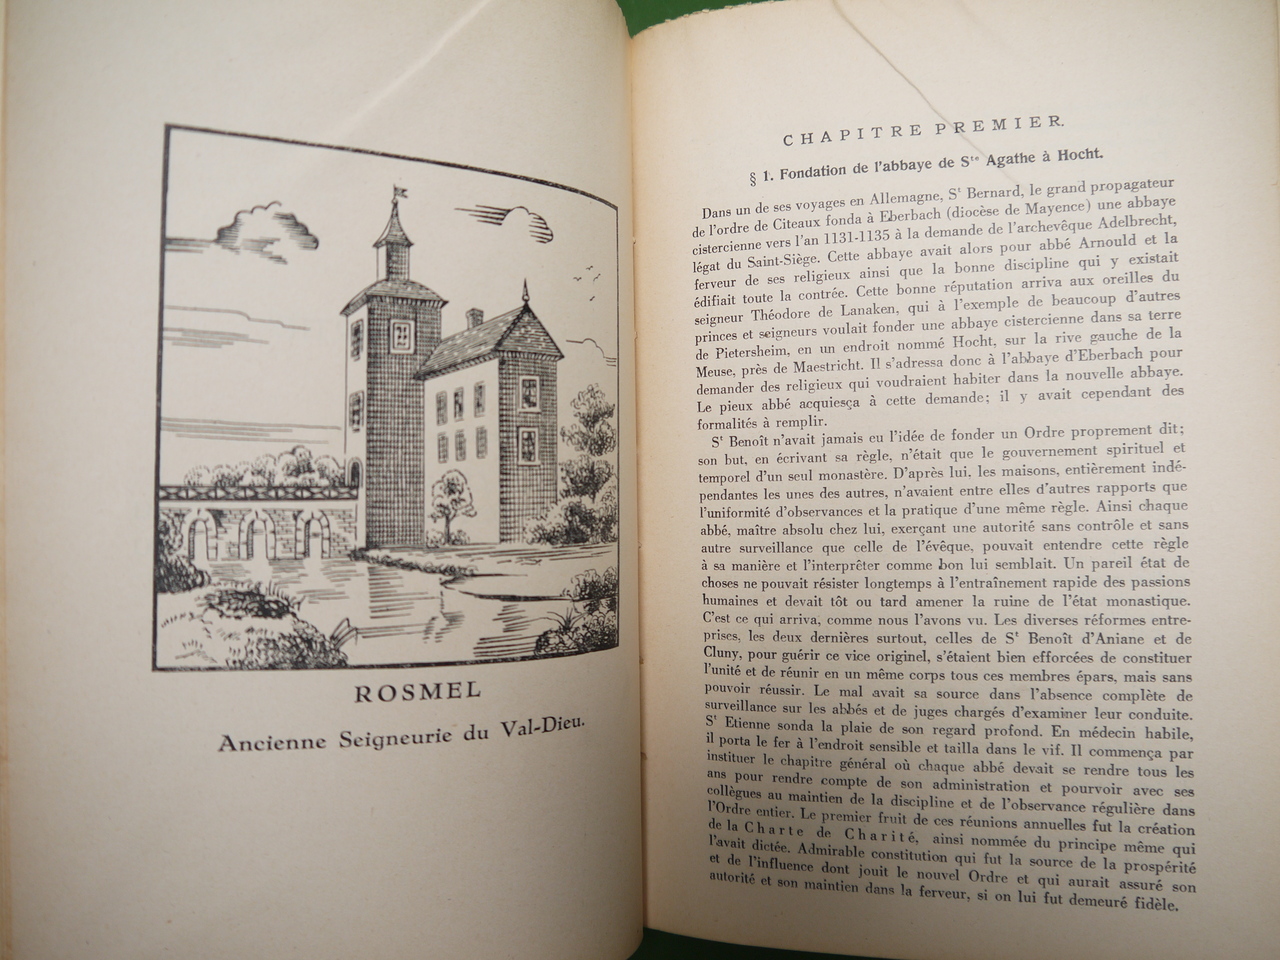 ROSMEL
Ancienne Seigneurie du Val-Dieu.
CHAPITRE PREMIER.
§ 1. Fondation de l'abbaye de Ste Agathe à Hocht.
Dans un de ses voyages en Allemagne, St Bernard, le grand propagateur
de l'ordre de Citeaux fonda à Eberbach (diocèse de Mayence) une abbaye
cistercienne vers l'an 1131-1135 à la demande de l'archevêque Adelbrecht,
légat du Saint-Siège. Cette abbaye avait alors pour abbé Arnould et la
ferveur de ses religieux ainsi que la bonne discipline qui y existait
édifiait toute la contrée. Cette bonne réputation arriva aux oreilles du
seigneur Théodore de Lanaken, qui à l'exemple de beaucoup d'autres
princes et seigneurs voulait fonder une abbaye cistercienne dans sa terre
de Pietersheim, en un endroit nommé Hocht, sur la rive gauche de la
Meuse, près de Maestricht. Il s'adressa donc à l'abbaye d'Eberbach pour
demander des religieux qui voudraient habiter dans la nouvelle abbaye.
Le pieux abbé acquiesça à cette demande; il y avait cependant des
formalités à remplir.
St Benoît n'avait jamais eu l'idée de fonder un Ordre proprement dit;
son but, en écrivant sa règle, n'était que le gouvernement spirituel et
temporel d'un seul monastère. D'après lui, les maisons, entièrement indé-
pendantes les unes des autres, n'avaient entre elles d'autres rapports que
l'uniformité d'observances et la pratique d'une même règle. Ainsi chaque
abbé, maître absolu chez lui, exerçant une autorité sans contrôle et sans
autre surveillance que celle de l'évêque, pouvait entendre cette règle
à sa manière et l'interpréter comme bon lui semblait. Un pareil état de
choses ne pouvait résister longtemps à l'entraînement rapide des passions
humaines et devait tôt ou tard amener la ruine de l'état monastique.
C'est ce qui arriva, comme nous l'avons vu. Les diverses réformes entre-
prises, les deux dernières surtout, celles de St Benoît d'Aniane et de
Cluny, pour guérir ce vice originel, s'étaient bien efforcées de constituer
l'unité et de réunir en un même corps tous ces membres épars, mais sans
pouvoir réussir. Le mal avait sa source dans l'absence complète de
surveillance sur les abbés et de juges chargés d'examiner leur conduite.
St Etienne sonda la plaie de son regard profond. En médecin habile,
il porta le fer à l'endroit sensible et tailla dans le vif. Il commença par
instituer le chapitre général où chaque abbé devait se rendre tous les
ans pour rendre compte de son administration et pourvoir avec ses
collègues au maintien de la discipline et de l'observance régulière dans
l'Ordre entier. Le premier fruit de ces réunions annuelles fut la création
de la Charte de Charité, ainsi nommée du principe même qui
l'avait dictée. Admirable constitution qui fut la source de la prospérité
et de l'influence dont jouit le nouvel Ordre et qui aurait assuré son
autorité et son maintien dans la ferveur, si on lui fut demeuré fidèle.